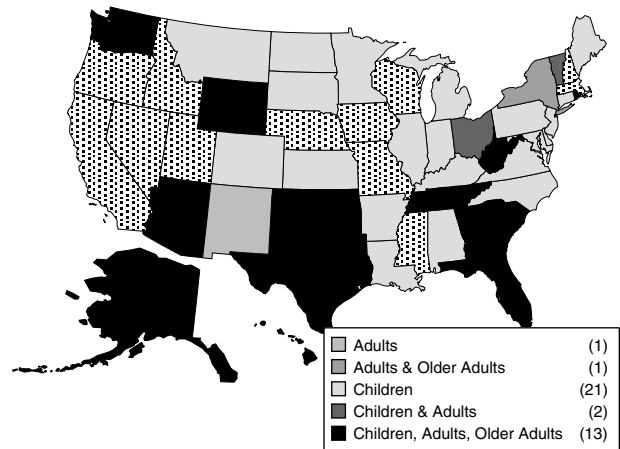 Adults (1)
Adults & Older Adults (1)
Children (21)
Children & Adults (2)
Children, Adults, Older Adults (13)